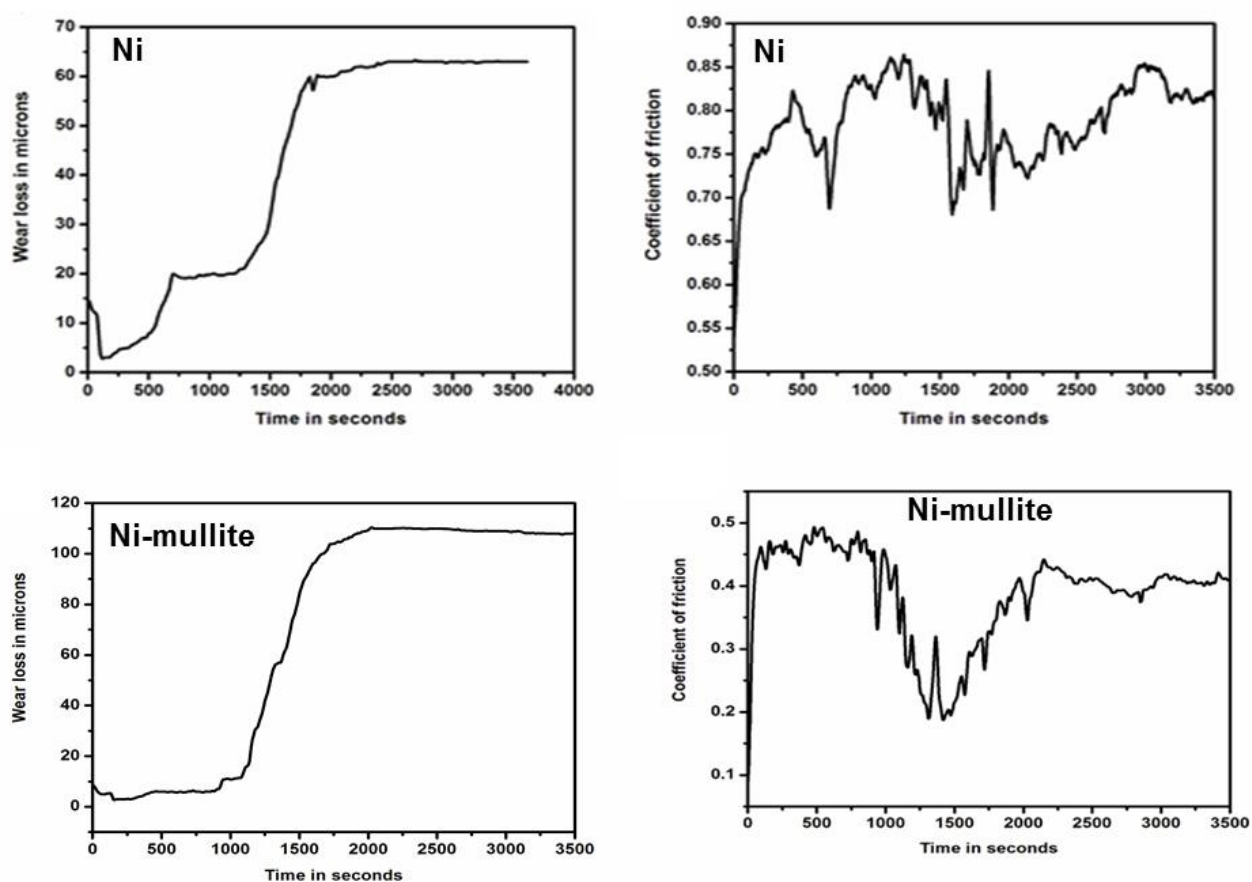 Ni
Wear loss in microns
70
60
50
40
30
20
10
0
0 500 1000 1500 2000 2500 3000 3500 4000
Time in seconds
Ni
Coefficient of friction
0.90
0.85
0.80
0.75
0.70
0.65
0.60
0.55
0.50
0 500 1000 1500 2000 2500 3000 3500
Time in seconds
Ni-mullite
Wear loss in microns
120
100
80
60
40
20
0
0 500 1000 1500 2000 2500 3000 3500
Time in seconds
Ni-mullite
Coefficient of friction
0.5
0.4
0.3
0.2
0.1
0 500 1000 1500 2000 2500 3000 3500
Time in seconds